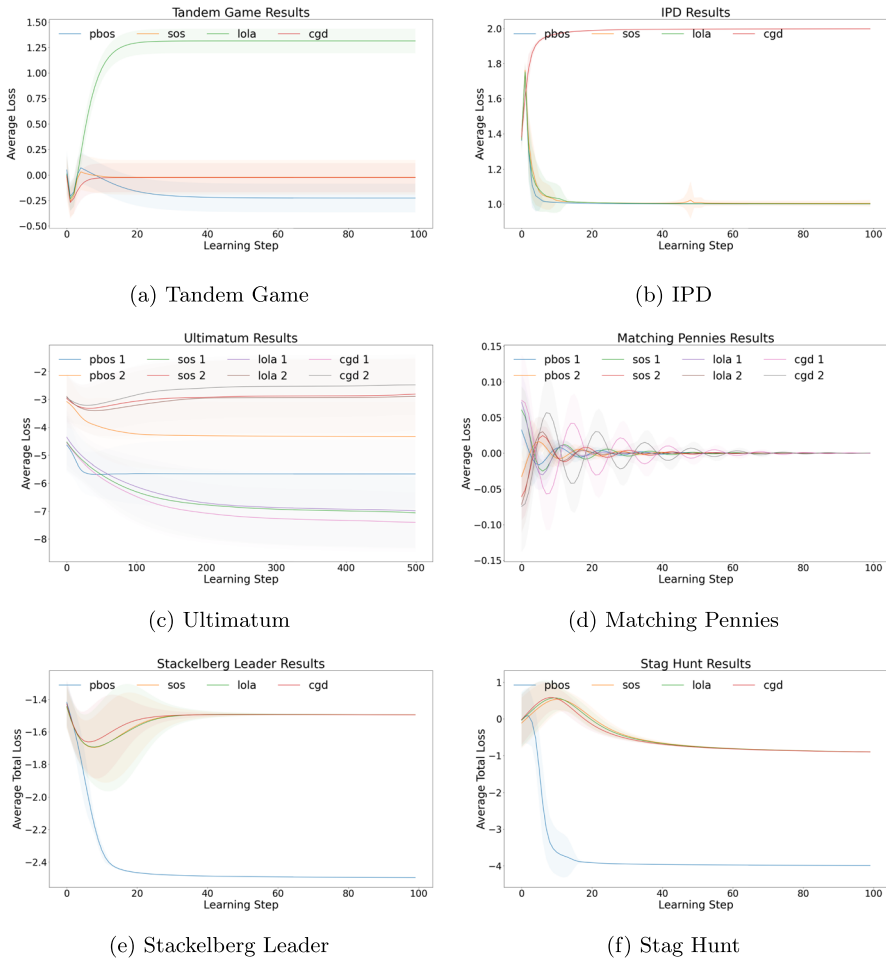 Tandem Game Results
pbos sos lola cgd
1.50
1.25
1.00
0.75
0.50
0.25
0.00
−0.25
−0.50
Average Loss
0 20 40 60 80 100
Learning Step
(a) Tandem Game
IPD Results
pbos sos lola cgd
2.0
1.8
1.6
1.4
1.2
1.0
Average Loss
0 20 40 60 80 100
Learning Step
(b) IPD
Ultimatum Results
pbos 1 sos 1 lola 1 cgd 1
pbos 2 sos 2 lola 2 cgd 2
−2
−3
−4
−5
−6
−7
−8
Average Loss
0 100 200 300 400 500
Learning Step
(c) Ultimatum
Matching Pennies Results
pbos 1 sos 1 lola 1 cgd 1
pbos 2 sos 2 lola 2 cgd 2
0.15
0.10
0.05
0.00
−0.05
−0.10
−0.15
Average Loss
0 20 40 60 80 100
Learning Step
(d) Matching Pennies
Stackelberg Leader Results
pbos sos lola cgd
−1.4
−1.6
−1.8
−2.0
−2.2
−2.4
Average Total Loss
0 20 40 60 80 100
Learning Step
(e) Stackelberg Leader
Stag Hunt Results
pbos sos lola cgd
1
0
−1
−2
−3
−4
Average Total Loss
0 20 40 60 80 100
Learning Step
(f) Stag Hunt